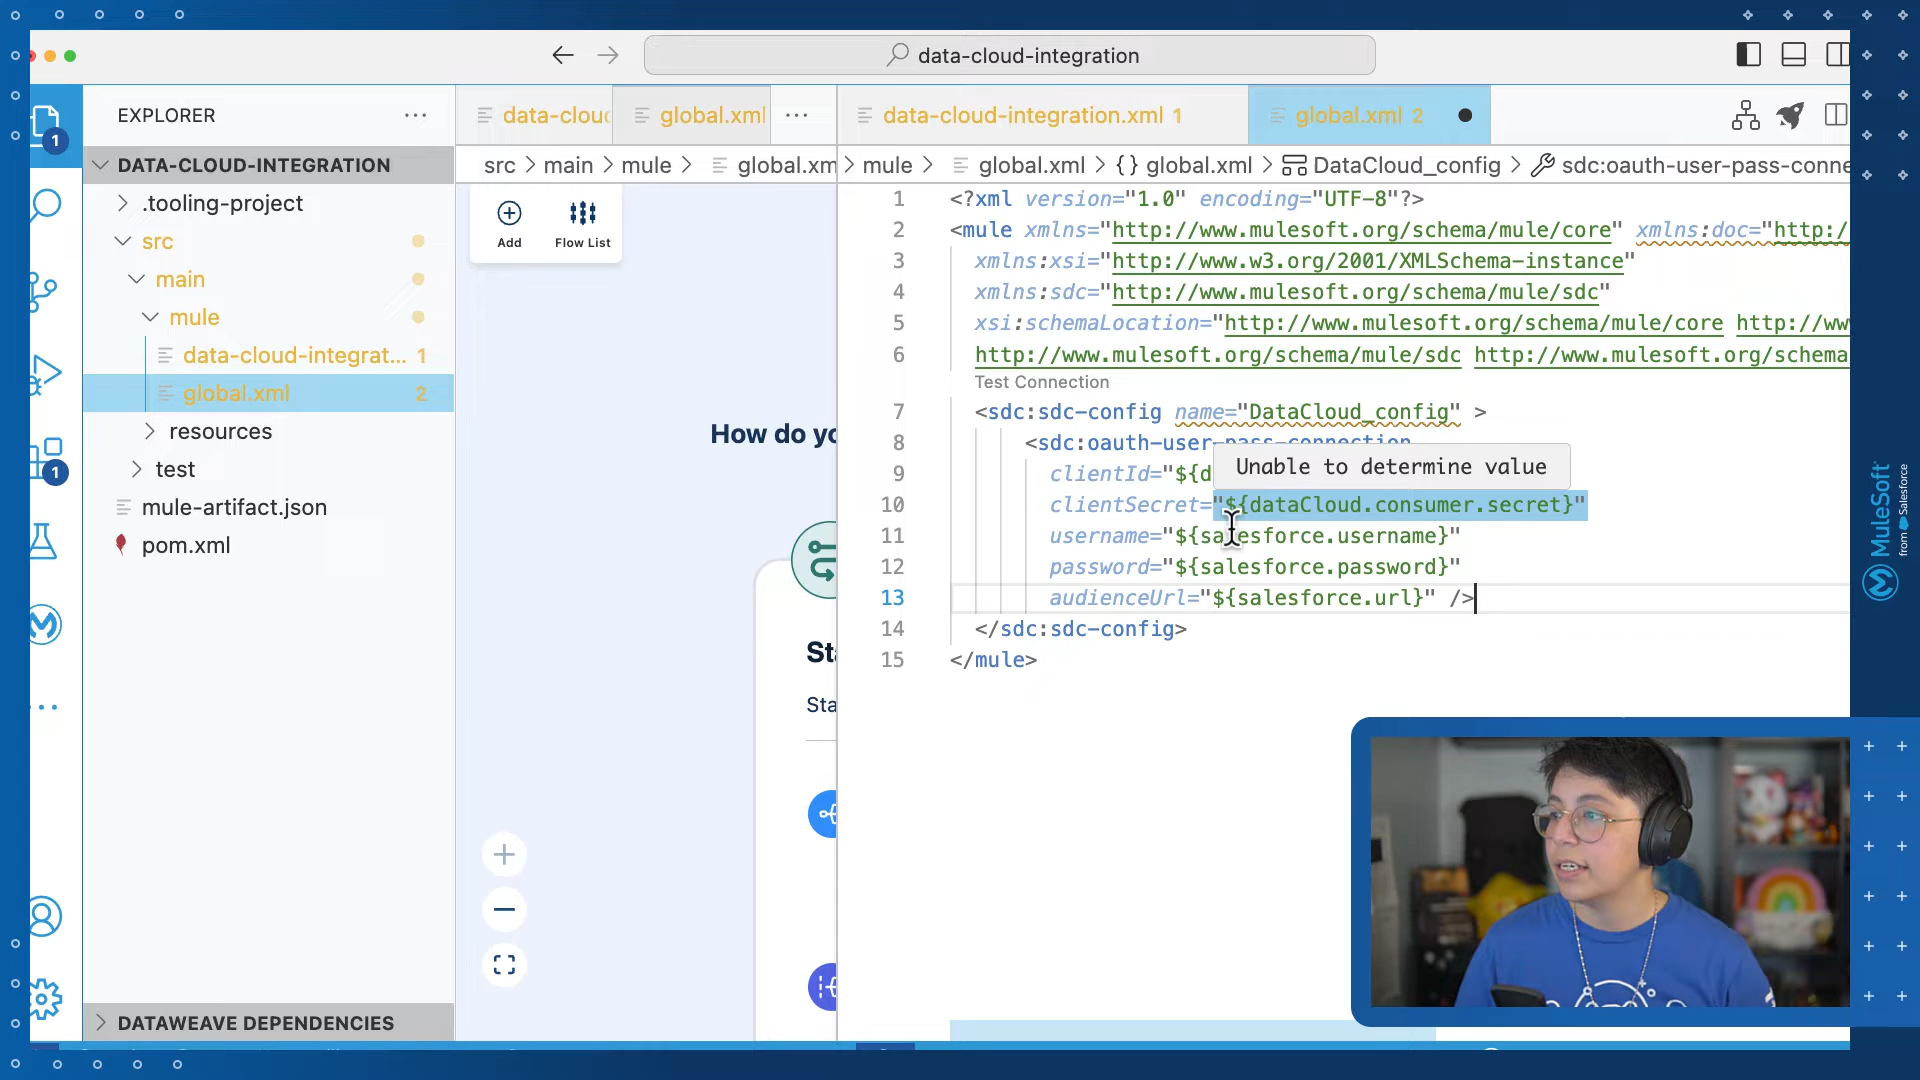 data-cloud-integration
EXPLORER
1
DATA-CLOUD-INTEGRATION
.tooling-project
src
main
mule
data-cloud-integrat... 1
global.xml 2
resources
test
mule-artifact.json
pom.xml
1
DATAWEAVE DEPENDENCIES
data-clou
global.xml
src > main > mule > global.xm
Add
Flow List
How do yo
Sta
data-cloud-integration.xml 1
global.xml 2
mule > global.xml > {} global.xml > DataCloud_config > sdc:oauth-user-pass-conne
1 <?xml version="1.0" encoding="UTF-8"?>
2 <mule xmlns="http://www.mulesoft.org/schema/mule/core" xmlns:doc="http:/
3 xmlns:xsi="http://www.w3.org/2001/XMLSchema-instance"
4 xmlns:sdc="http://www.mulesoft.org/schema/mule/sdc"
5 xsi:schemaLocation="http://www.mulesoft.org/schema/mule/core http://ww
6 http://www.mulesoft.org/schema/mule/sdc http://www.mulesoft.org/schema
Test Connection
7 <sdc:sdc-config name="DataCloud_config" >
8 <sdc:oauth-user-pass-connection
Unable to determine value
9 clientId="${d
10 clientSecret="${dataCloud.consumer.secret}"
11 username="${salesforce.username}"
12 password="${salesforce.password}"
13 audienceUrl="${salesforce.url}" />
14 </sdc:sdc-config>
15 </mule>
MuleSoft
from Salesforce